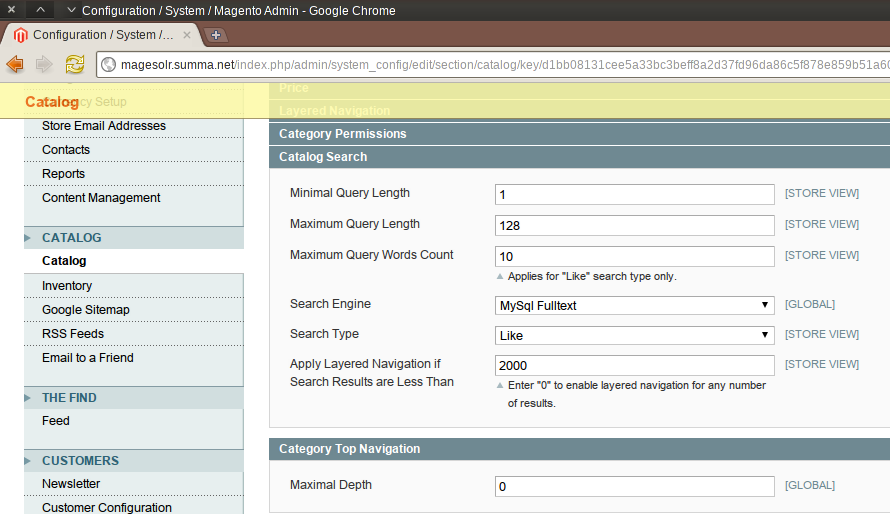 Configuration / System / Magento Admin - Google Chrome
Configuration / System /...
magesolr.summa.net/index.php/admin/system_config/edit/section/catalog/key/d1bb08131cee5a33bc3beff8a2d37fd96da86c5f878e859b51a60
Catalog
Currency Setup
Store Email Addresses
Contacts
Reports
Content Management
CATALOG
Catalog
Inventory
Google Sitemap
RSS Feeds
Email to a Friend
THE FIND
Feed
CUSTOMERS
Newsletter
Customer Configuration
Price
Layered Navigation
Category Permissions
Catalog Search
Minimal Query Length 1 [STORE VIEW]
Maximum Query Length 128 [STORE VIEW]
Maximum Query Words Count 10 [STORE VIEW]
Applies for "Like" search type only.
Search Engine MySql Fulltext [GLOBAL]
Search Type Like [STORE VIEW]
Apply Layered Navigation if 2000 [STORE VIEW]
Search Results are Less Than
Enter "0" to enable layered navigation for any number
of results.
Category Top Navigation
Maximal Depth 0 [GLOBAL]